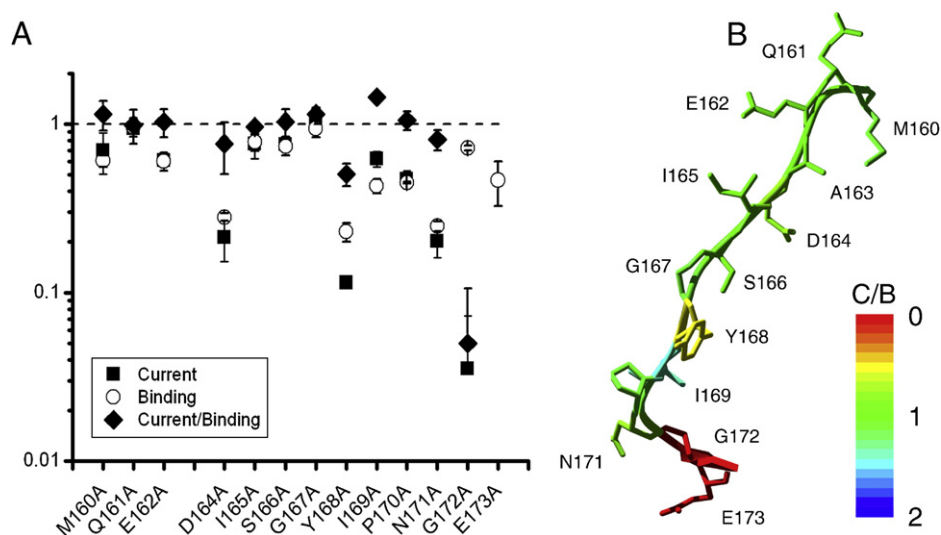 A
1
0.1
0.01
Current
Binding
Current/Binding
M160A
Q161A
E162A
D164A
I165A
S166A
G167A
Y168A
I169A
P170A
N171A
G172A
E173A
B
Q161
E162
M160
I165
A163
D164
G167
S166
C/B
0
Y168
1
I169
G172
N171
2
E173